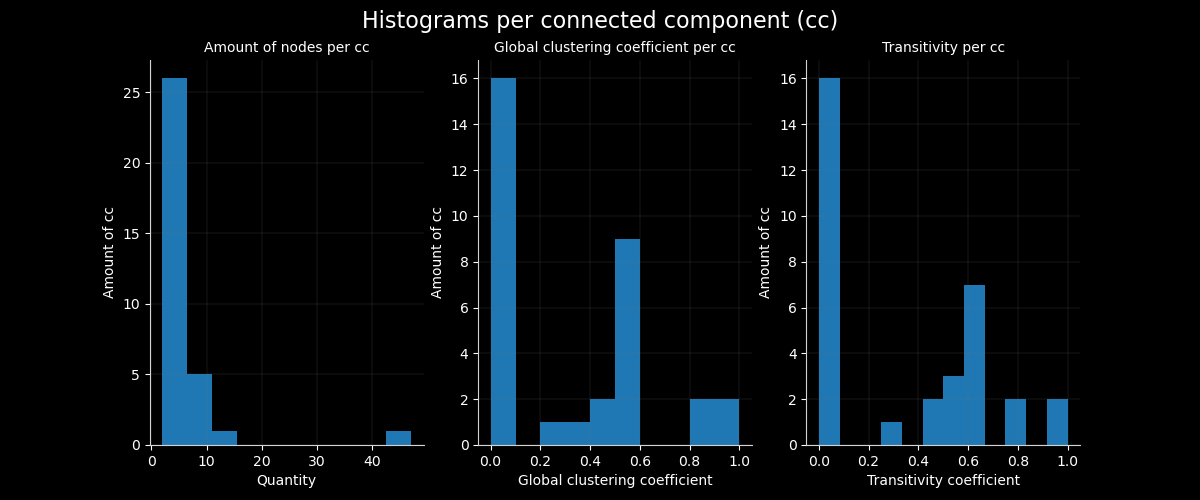 Histograms per connected component (cc)
Amount of nodes per cc
Amount of cc
25
20
15
10
5
0
0 10 20 30 40
Quantity
Global clustering coefficient per cc
Amount of cc
16
14
12
10
8
6
4
2
0
0.0 0.2 0.4 0.6 0.8 1.0
Global clustering coefficient
Transitivity per cc
Amount of cc
16
14
12
10
8
6
4
2
0
0.0 0.2 0.4 0.6 0.8 1.0
Transitivity coefficient